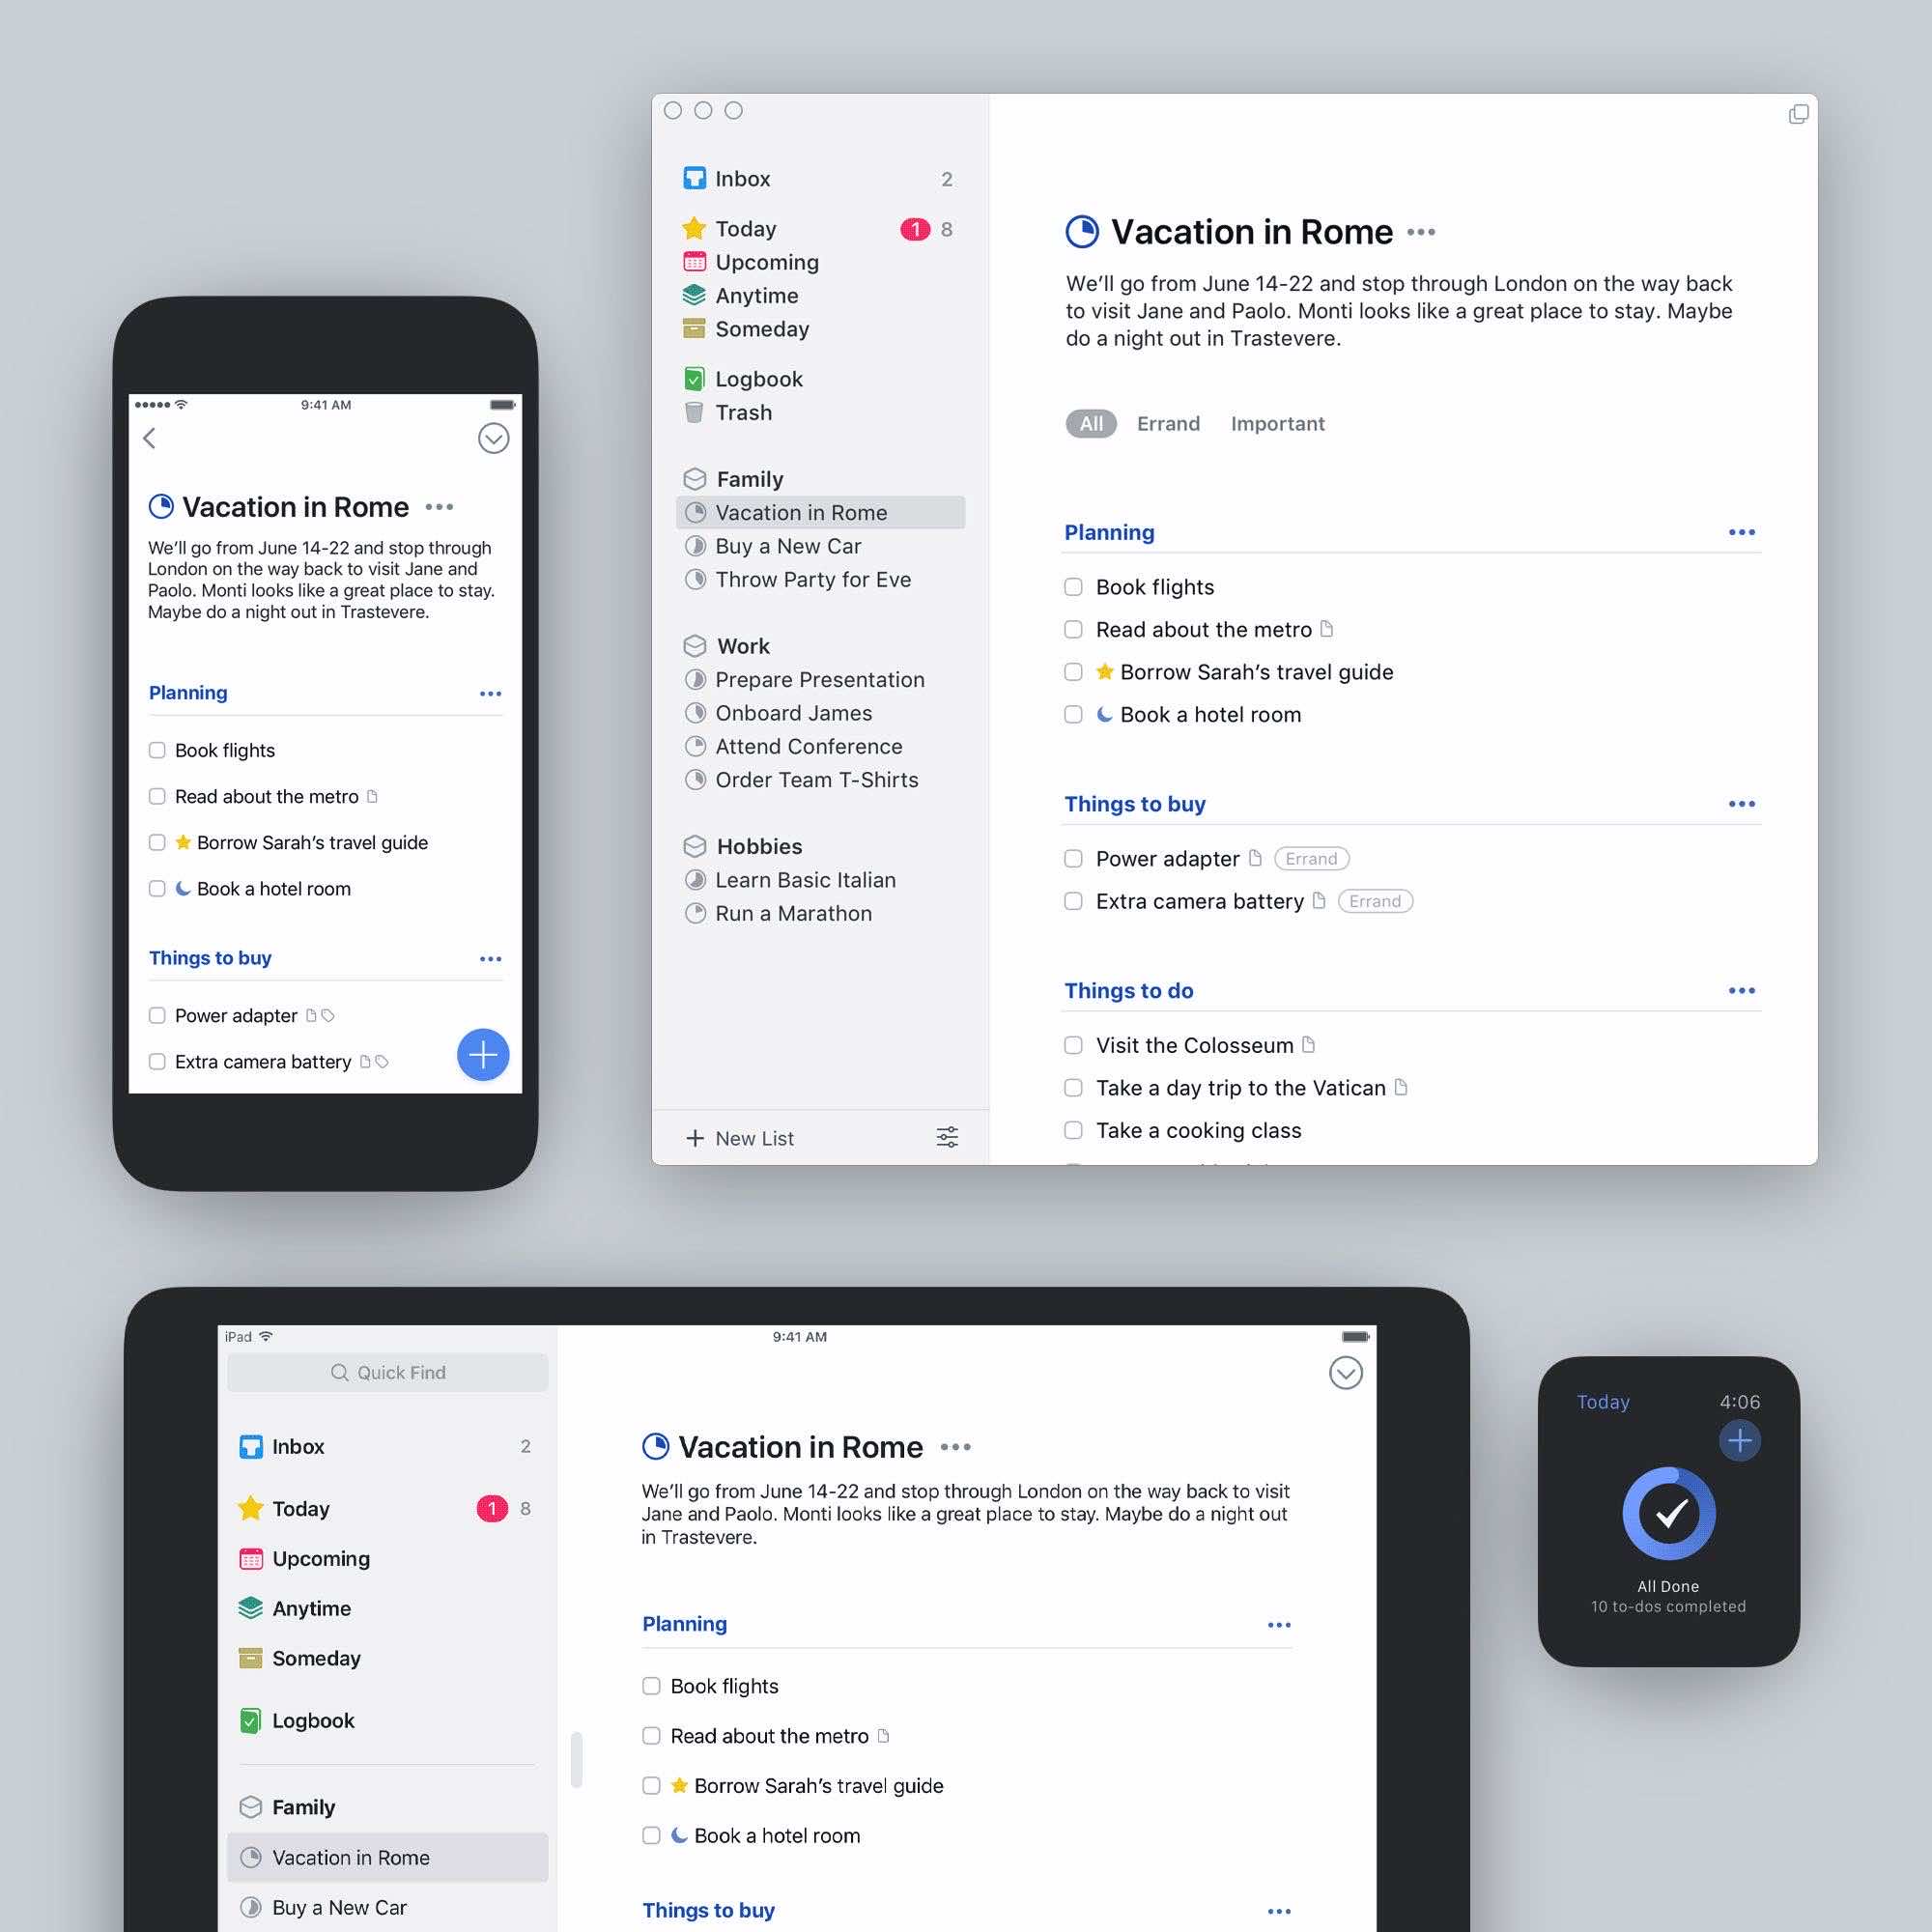 Inbox 2
Today 1 8
Upcoming
Anytime
Someday
Logbook
Trash
Family
Vacation in Rome
Buy a New Car
Throw Party for Eve
Work
Prepare Presentation
Onboard James
Attend Conference
Order Team T-Shirts
Hobbies
Learn Basic Italian
Run a Marathon
New List
Vacation in Rome
We’ll go from June 14-22 and stop through London on the way back
to visit Jane and Paolo. Monti looks like a great place to stay. Maybe
do a night out in Trastevere.
All Errand Important
Planning
Book flights
Read about the metro
Borrow Sarah’s travel guide
Book a hotel room
Things to buy
Power adapter Errand
Extra camera battery Errand
Things to do
Visit the Colosseum
Take a day trip to the Vatican
Take a cooking class
9:41 AM
Vacation in Rome
We’ll go from June 14-22 and stop through
London on the way back to visit Jane and
Paolo. Monti looks like a great place to stay.
Maybe do a night out in Trastevere.
Planning
Book flights
Read about the metro
Borrow Sarah’s travel guide
Book a hotel room
Things to buy
Power adapter
Extra camera battery
iPad 9:41 AM
Quick Find
Inbox 2
Today 1 8
Upcoming
Anytime
Someday
Logbook
Family
Vacation in Rome
Buy a New Car
Vacation in Rome
We’ll go from June 14-22 and stop through London on the way back to visit
Jane and Paolo. Monti looks like a great place to stay. Maybe do a night out
in Trastevere.
Planning
Book flights
Read about the metro
Borrow Sarah’s travel guide
Book a hotel room
Things to buy
Today 4:06
All Done
10 to-dos completed